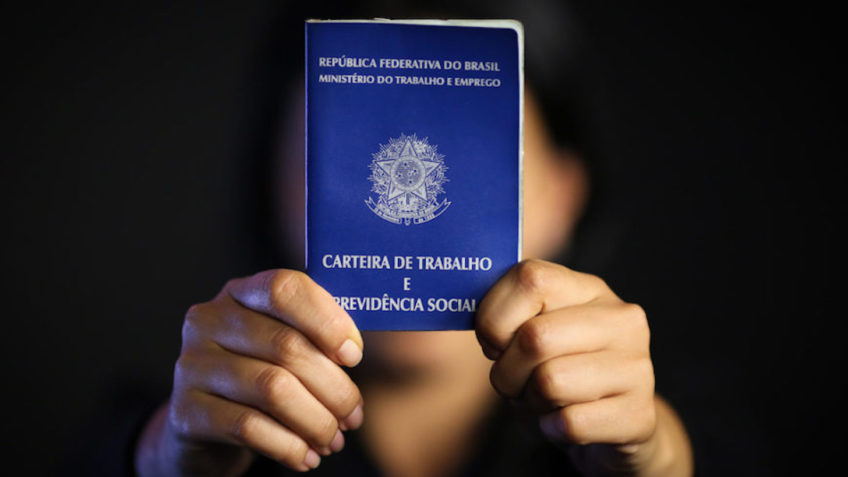 REPÚBLICA FEDERATIVA DO BRASIL
MINISTÉRIO DO TRABALHO E EMPREGO
CARTEIRA DE TRABALHO
E
PREVIDÊNCIA SOCIAL